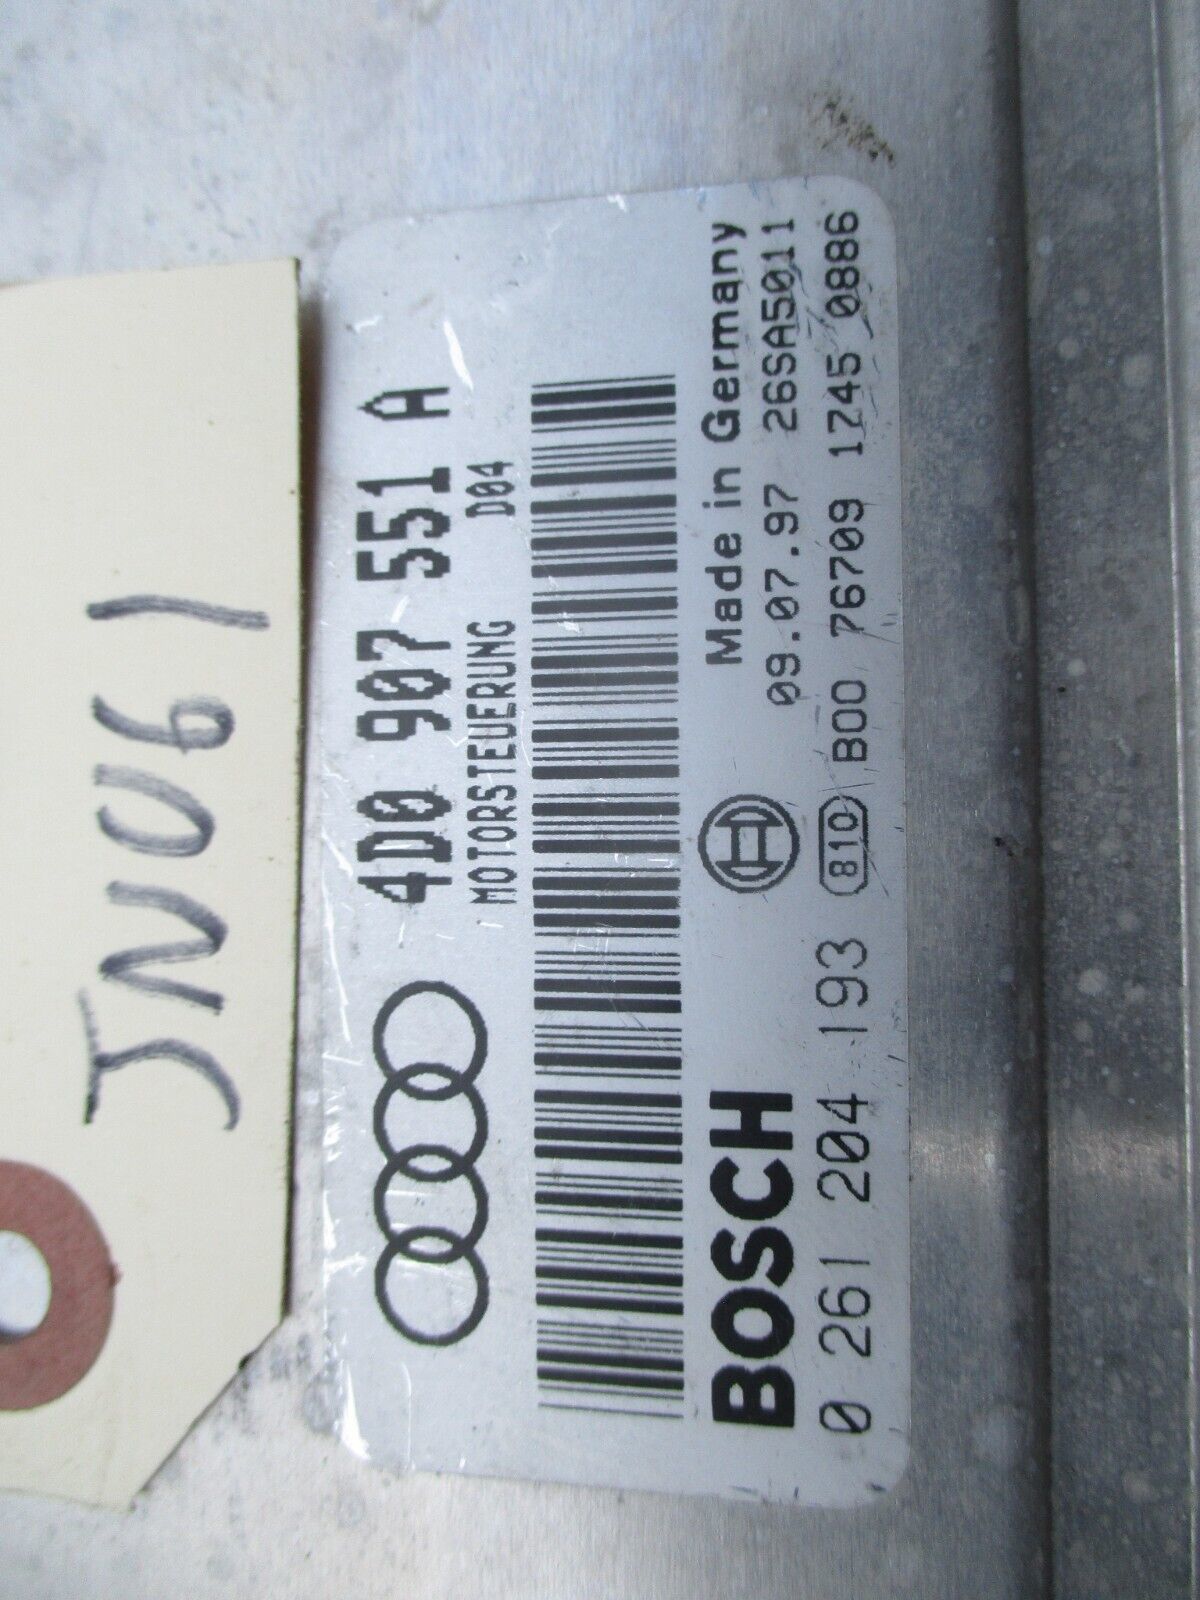 JN061
4D0 907 551 A
MOTORSTEUERUNG D04
BOSCH
Made in Germany
09.07.97 26SA5011
0 261 204 193 810 B00 76709 1Z45 0886